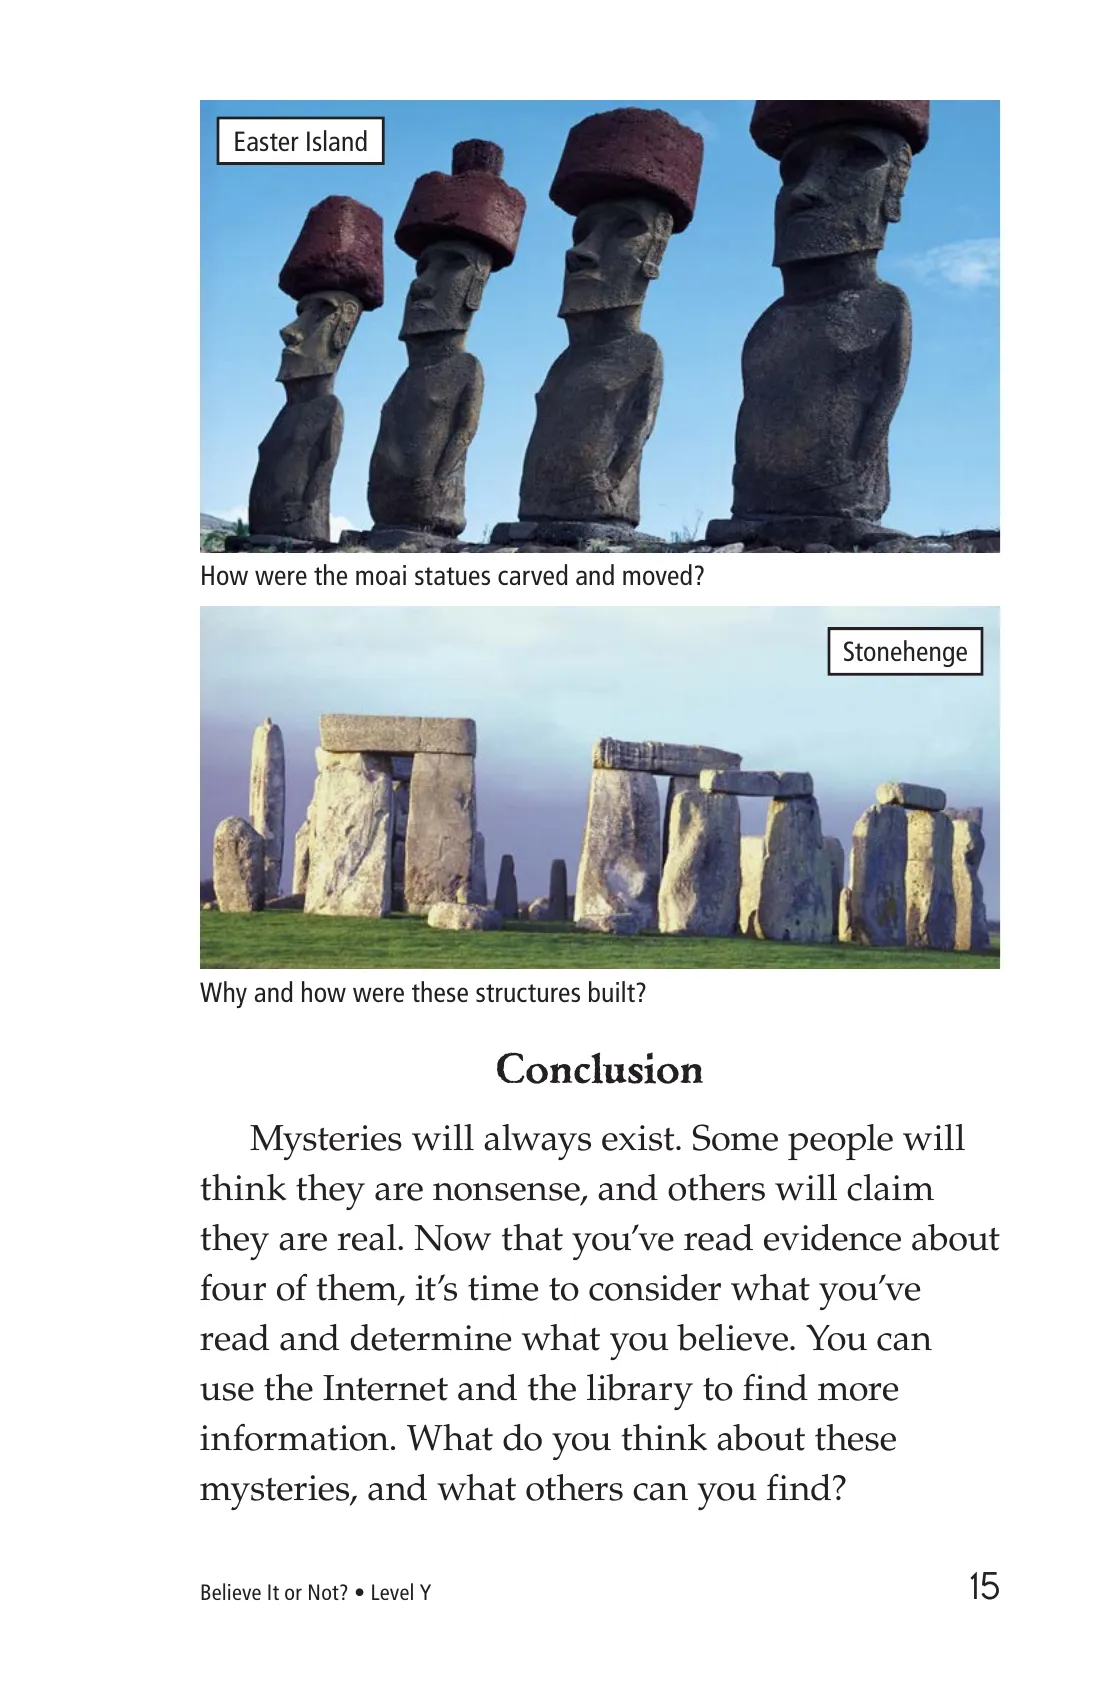 Easter Island
How were the moai statues carved and moved?
Stonehenge
Why and how were these structures built?
Conclusion
Mysteries will always exist. Some people will
think they are nonsense, and others will claim
they are real. Now that you’ve read evidence about
four of them, it’s time to consider what you’ve
read and determine what you believe. You can
use the Internet and the library to find more
information. What do you think about these
mysteries, and what others can you find?
Believe It or Not? • Level Y
15